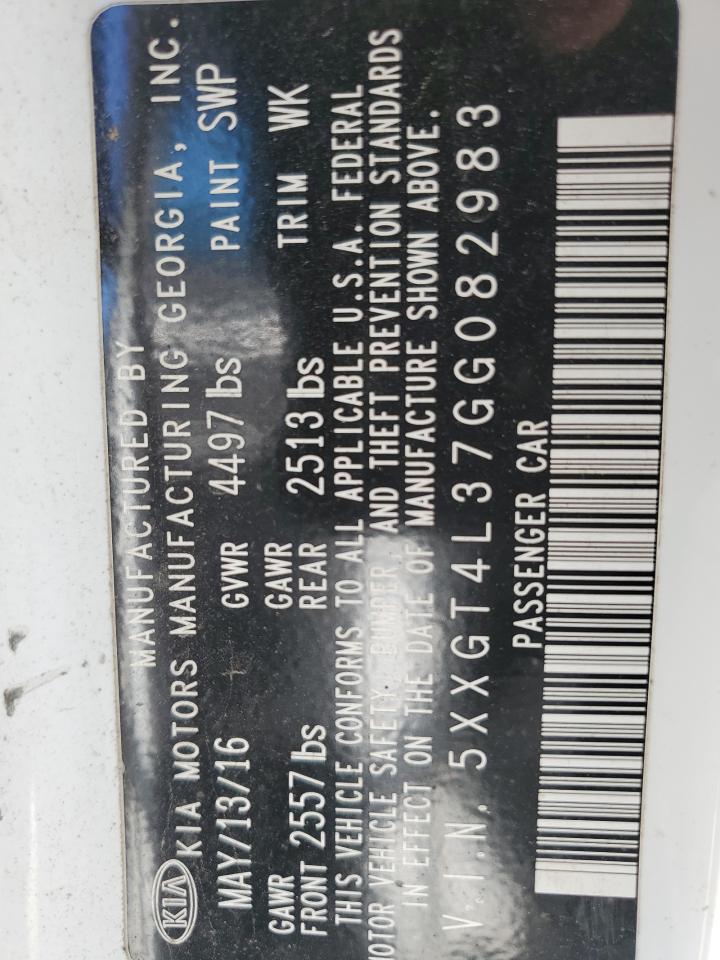 MANUFACTURED BY
KIA KIA MOTORS MANUFACTURING GEORGIA, INC.
MAY/13/16 GVWR 4497 lbs PAINT SWP
GAWR GAWR
FRONT 2557 lbs REAR 2513 lbs TRIM WK
THIS VEHICLE CONFORMS TO ALL APPLICABLE U.S.A. FEDERAL
MOTOR VEHICLE SAFETY, BUMPER, AND THEFT PREVENTION STANDARDS
IN EFFECT ON THE DATE OF MANUFACTURE SHOWN ABOVE.
V.I.N. 5XXGT4L37GG082983
PASSENGER CAR